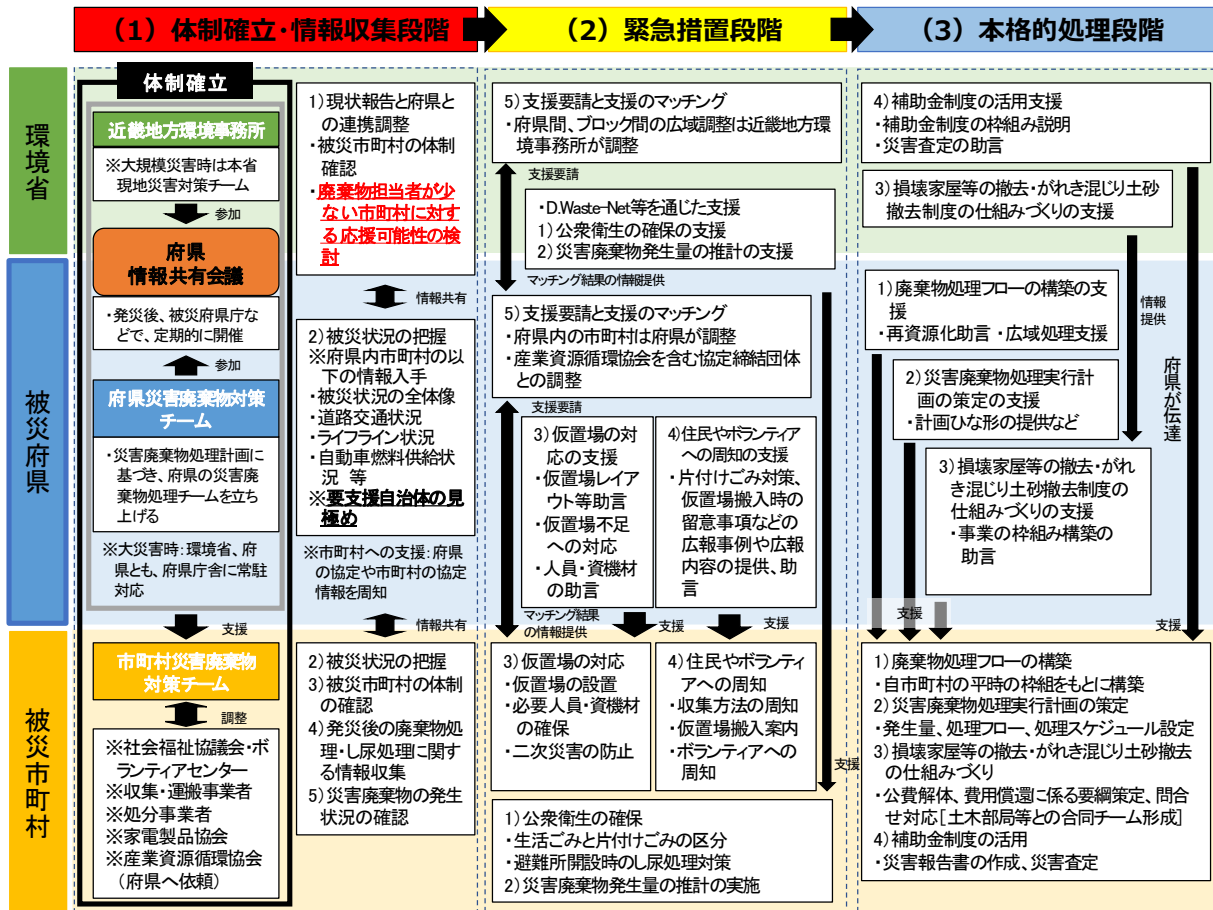 (1) 体制確立・情報収集段階
(2) 緊急措置段階
(3) 本格的処理段階
環境省
被災府県
被災市町村
体制確立
近畿地方環境事務所
※大規模災害時は本省
現地災害対策チーム
参加
府県
情報共有会議
・発災後、被災府県庁な
どで、定期的に開催
参加
府県災害廃棄物対策
チーム
・災害廃棄物処理計画に
基づき、府県の災害廃
棄物処理チームを立ち
上げる
※大災害時：環境省、府
県とも、府県庁舎に常駐
対応
支援
市町村災害廃棄物
対策チーム
調整
※社会福祉協議会・ボ
ランティアセンター
※収集・運搬事業者
※処分事業者
※家電製品協会
※産業資源循環協会
(府県へ依頼)
1)現状報告と府県と
の連携調整
・被災市町村の体制
確認
・廃棄物担当者が少
ない市町村に対す
る応援可能性の検
討
情報共有
2)被災状況の把握
※府県内市町村の以
下の情報入手
・被災状況の全体像
・道路交通状況
・ライフライン状況
・自動車燃料供給状
況 等
※要支援自治体の見
極め
※市町村への支援：府県
の協定や市町村の協定
情報を周知
情報共有
2)被災状況の把握
3)被災市町村の体制
の確認
4)発災後の廃棄物処
理・し尿処理に関す
る情報収集
5)災害廃棄物の発生
状況の確認
5)支援要請と支援のマッチング
・府県間、ブロック間の広域調整は近畿地方環
境事務所が調整
支援要請
・D.Waste-Net等を通じた支援
1)公衆衛生の確保の支援
2)災害廃棄物発生量の推計の支援
マッチング結果の情報提供
5)支援要請と支援のマッチング
・府県内の市町村は府県が調整
・産業資源循環協会を含む協定締結団体
との調整
支援要請
3)仮置場の対
応の支援
・仮置場レイア
ウト等助言
・仮置場不足
への対応
・人員・資機材
の助言
4)住民やボランティア
への周知の支援
・片付けごみ対策、
仮置場搬入時の
留意事項などの
広報事例や広報
内容の提供、助
言
マッチング結果
の情報提供
支援
支援
3)仮置場の対応
・仮置場の設置
・必要人員・資機材
の確保
・二次災害の防止
4)住民やボランティ
アへの周知
・収集方法の周知
・仮置場搬入案内
・ボランティアへの
周知
支援
1)公衆衛生の確保
・生活ごみと片付けごみの区分
・避難所開設時のし尿処理対策
2)災害廃棄物発生量の推計の実施
4)補助金制度の活用支援
・補助金制度の枠組み説明
・災害査定の助言
3)損壊家屋等の撤去・がれき混じり土砂
撤去制度の仕組みづくりの支援
1)廃棄物処理フローの構築の支
援
・再資源化助言・広域処理支援
情報
提供
2)災害廃棄物処理実行計
画の策定の支援
・計画ひな形の提供など
府県が伝達
3)損壊家屋等の撤去・がれ
き混じり土砂撤去制度の
仕組みづくりの支援
・事業の枠組み構築の
助言
支援
支援
1)廃棄物処理フローの構築
・自市町村の平時の枠組をもとに構築
2)災害廃棄物処理実行計画の策定
・発生量、処理フロー、処理スケジュール設定
3)損壊家屋等の撤去・がれき混じり土砂撤去
の仕組みづくり
・公費解体、費用償還に係る要綱策定、問合
せ対応[土木部局等との合同チーム形成]
4)補助金制度の活用
・災害報告書の作成、災害査定